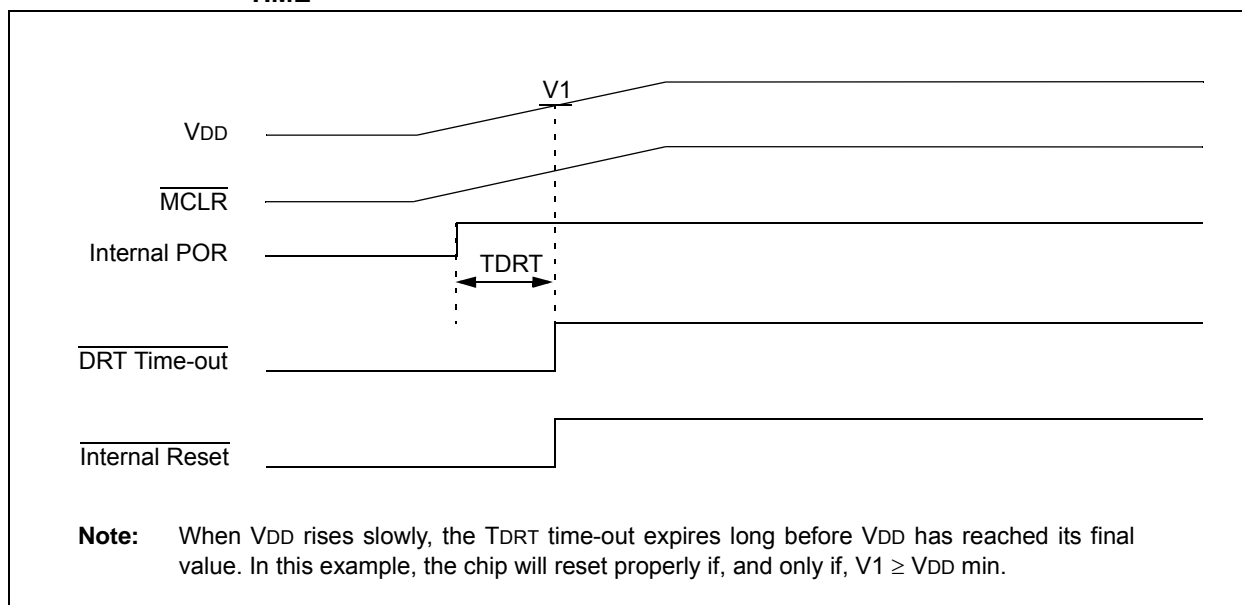 V1
VDD
MCLR
Internal POR
TDRT
DRT Time-out
Internal Reset
Note: When VDD rises slowly, the TDRT time-out expires long before VDD has reached its final
value. In this example, the chip will reset properly if, and only if, V1 ≥ VDD min.